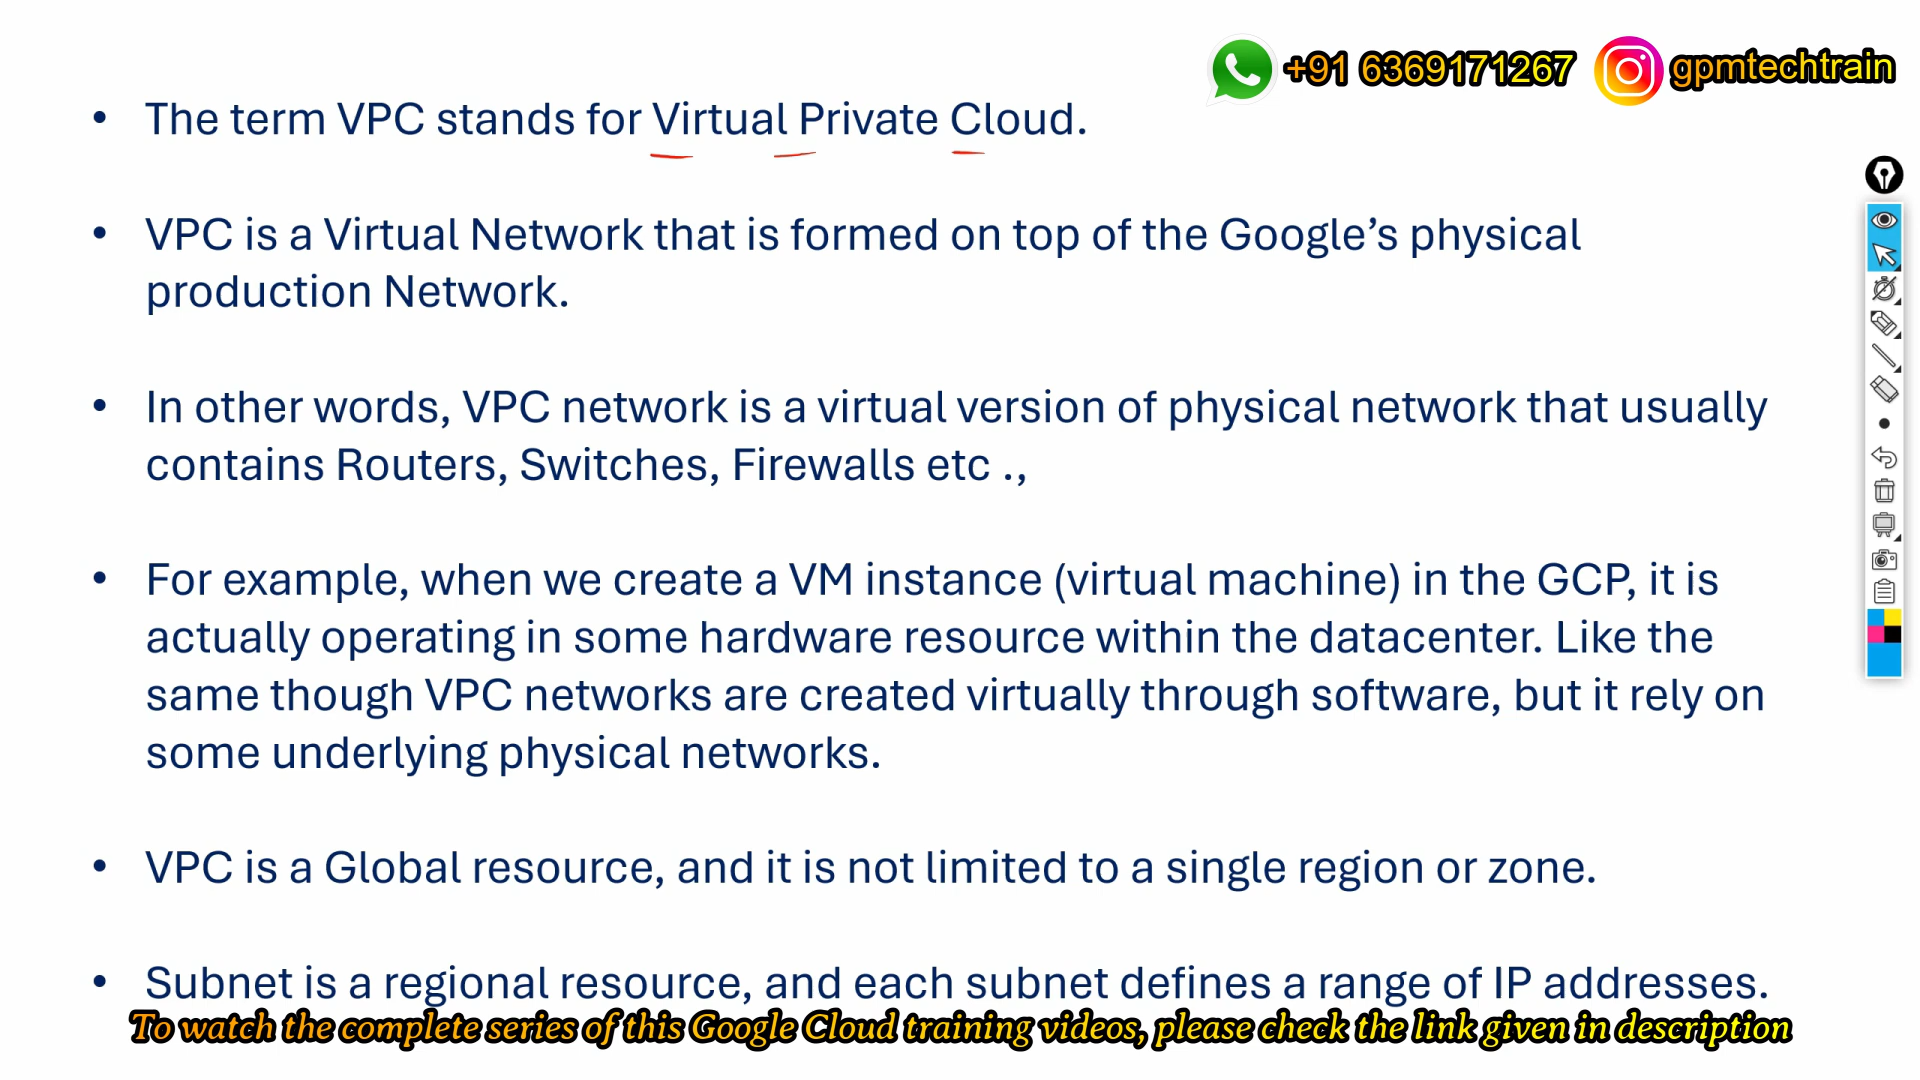 +91 6369171267 gpmtechtrain
• The term VPC stands for Virtual Private Cloud.
• VPC is a Virtual Network that is formed on top of the Google’s physical
production Network.
• In other words, VPC network is a virtual version of physical network that usually
contains Routers, Switches, Firewalls etc .,
• For example, when we create a VM instance (virtual machine) in the GCP, it is
actually operating in some hardware resource within the datacenter. Like the
same though VPC networks are created virtually through software, but it rely on
some underlying physical networks.
• VPC is a Global resource, and it is not limited to a single region or zone.
• Subnet is a regional resource, and each subnet defines a range of IP addresses.
To watch the complete series of this Google Cloud training videos, please check the link given in description